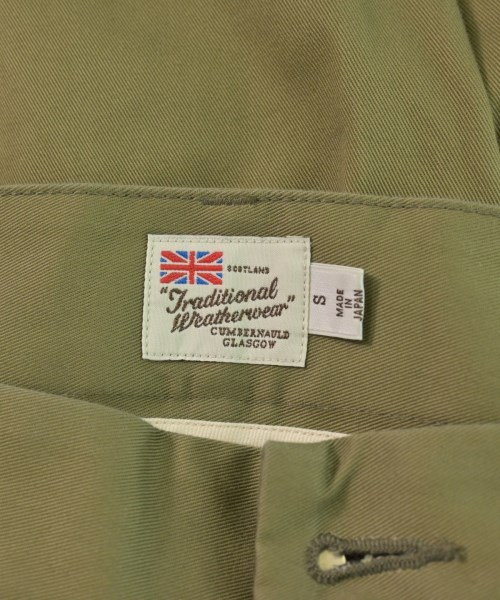 SCOTLAND
"Traditional
Weatherwear"
CUMBERNAULD
GLASGOW
S
MADE
IN
JAPAN